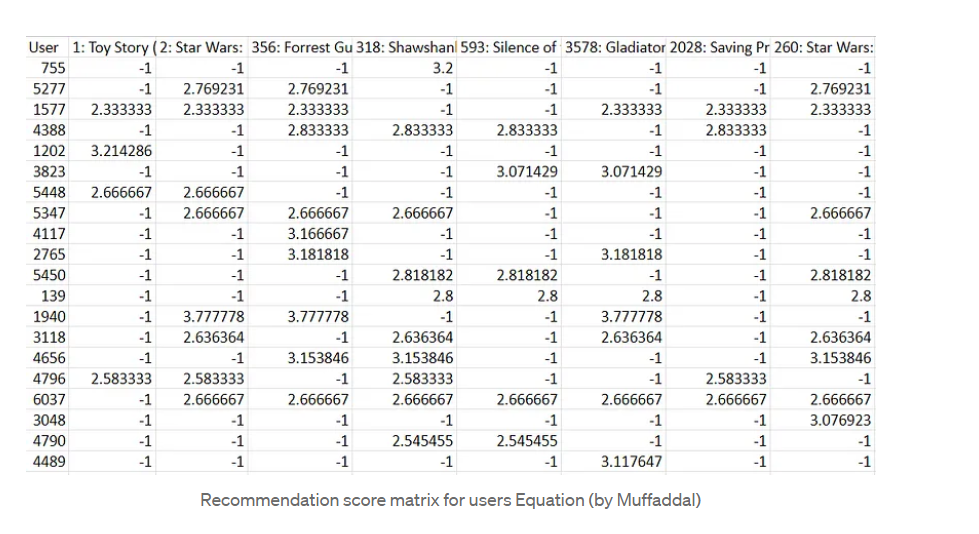 User 1: Toy Story ( 2: Star Wars: 356: Forrest Gu 318: Shawshanl 593: Silence of 3578: Gladiator 2028: Saving Pr 260: Star Wars:
755 -1 -1 -1 3.2 -1 -1 -1 -1
5277 -1 2.769231 2.769231 -1 -1 -1 -1 2.769231
1577 2.333333 2.333333 2.333333 -1 -1 2.333333 2.333333 2.333333
4388 -1 -1 2.833333 2.833333 2.833333 -1 2.833333 -1
1202 3.214286 -1 -1 -1 -1 -1 -1 -1
3823 -1 -1 -1 -1 3.071429 3.071429 -1 -1
5448 2.666667 2.666667 -1 -1 -1 -1 -1 -1
5347 -1 2.666667 2.666667 2.666667 -1 -1 -1 2.666667
4117 -1 -1 3.166667 -1 -1 -1 -1 -1
2765 -1 -1 3.181818 -1 -1 3.181818 -1 -1
5450 -1 -1 -1 2.818182 2.818182 -1 -1 2.818182
139 -1 -1 -1 2.8 2.8 2.8 -1 2.8
1940 -1 3.777778 3.777778 -1 -1 3.777778 -1 -1
3118 -1 2.636364 -1 2.636364 -1 2.636364 -1 2.636364
4656 -1 -1 3.153846 3.153846 -1 -1 -1 3.153846
4796 2.583333 2.583333 -1 2.583333 -1 -1 2.583333 -1
6037 -1 2.666667 2.666667 2.666667 2.666667 2.666667 2.666667 2.666667
3048 -1 -1 -1 -1 -1 -1 -1 3.076923
4790 -1 -1 -1 2.545455 2.545455 -1 -1 -1
4489 -1 -1 -1 -1 -1 3.117647 -1 -1
Recommendation score matrix for users Equation (by Muffaddal)